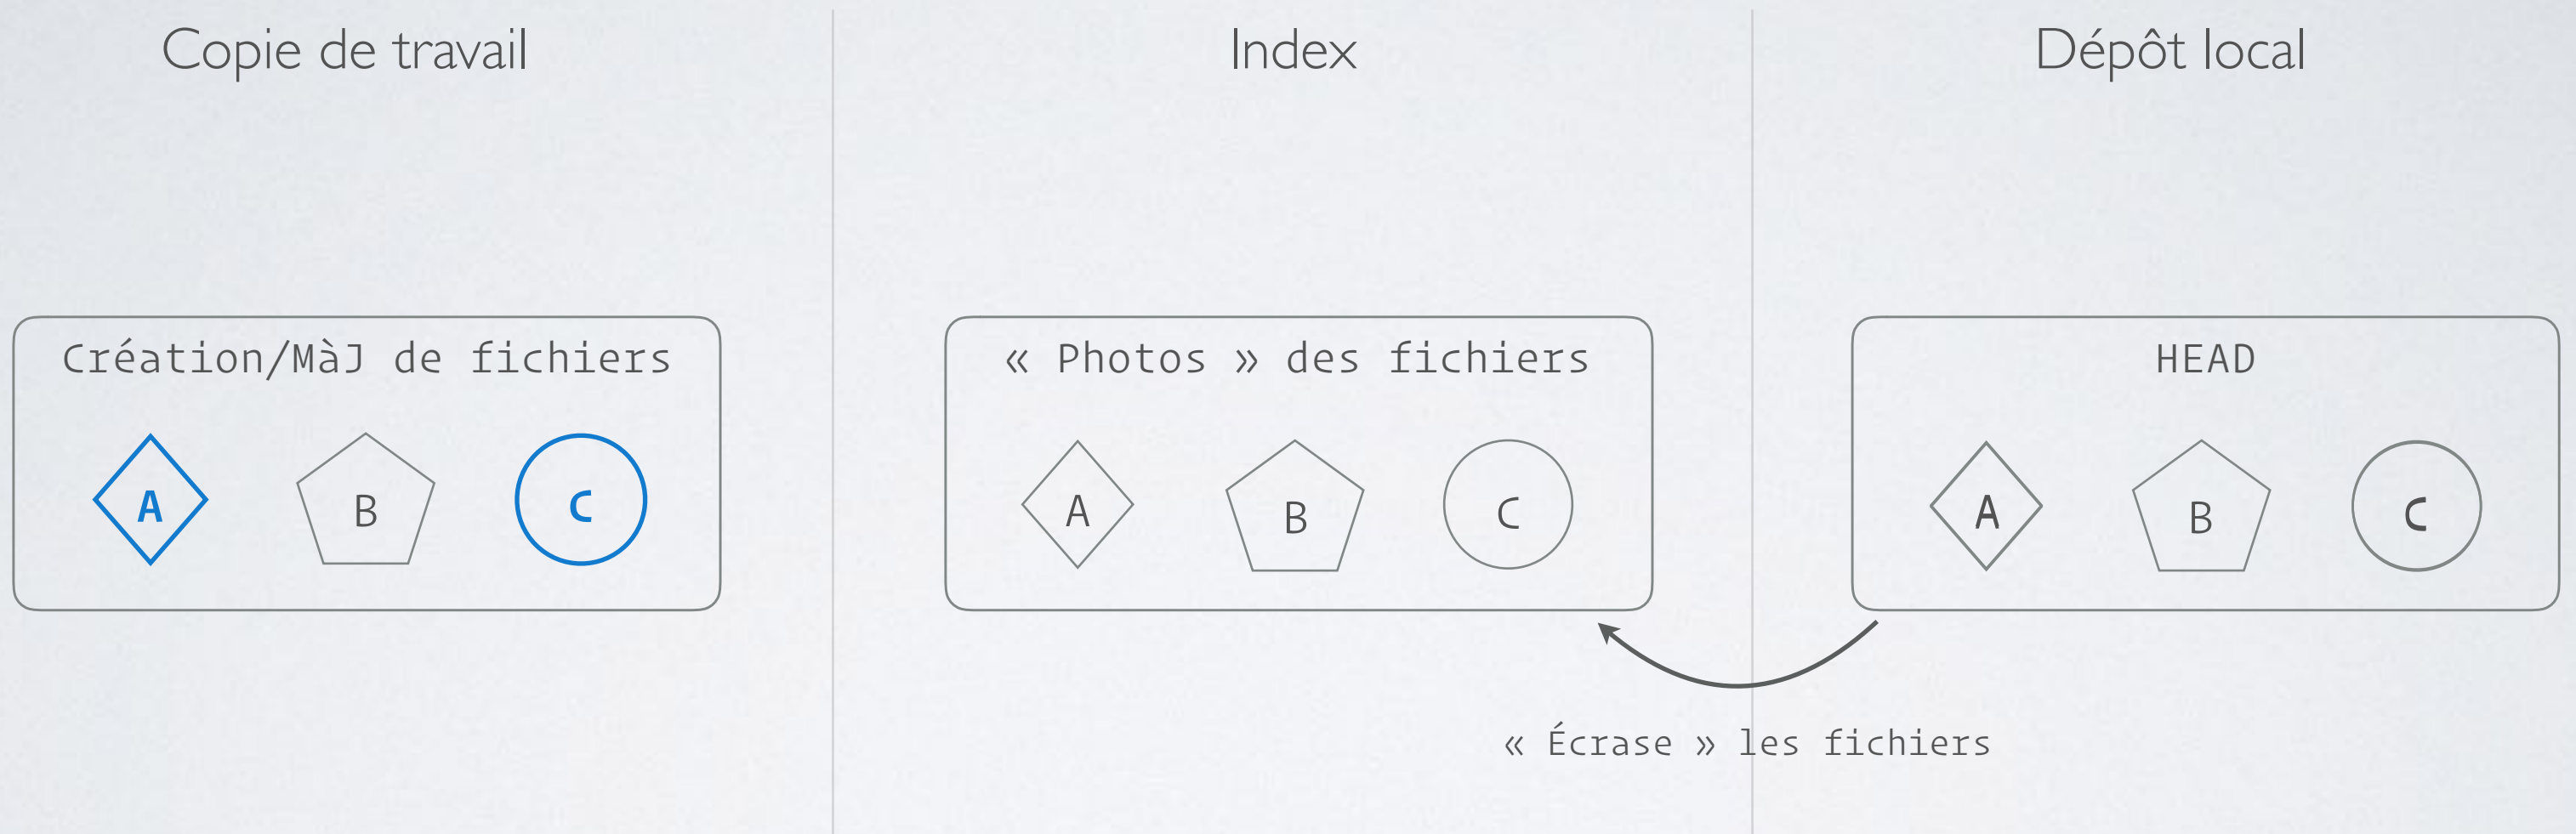 Copie de travail
Index
Dépôt local
Création/MàJ de fichiers
A
B
C
« Photos » des fichiers
A
B
C
HEAD
A
B
C
« Écrase » les fichiers